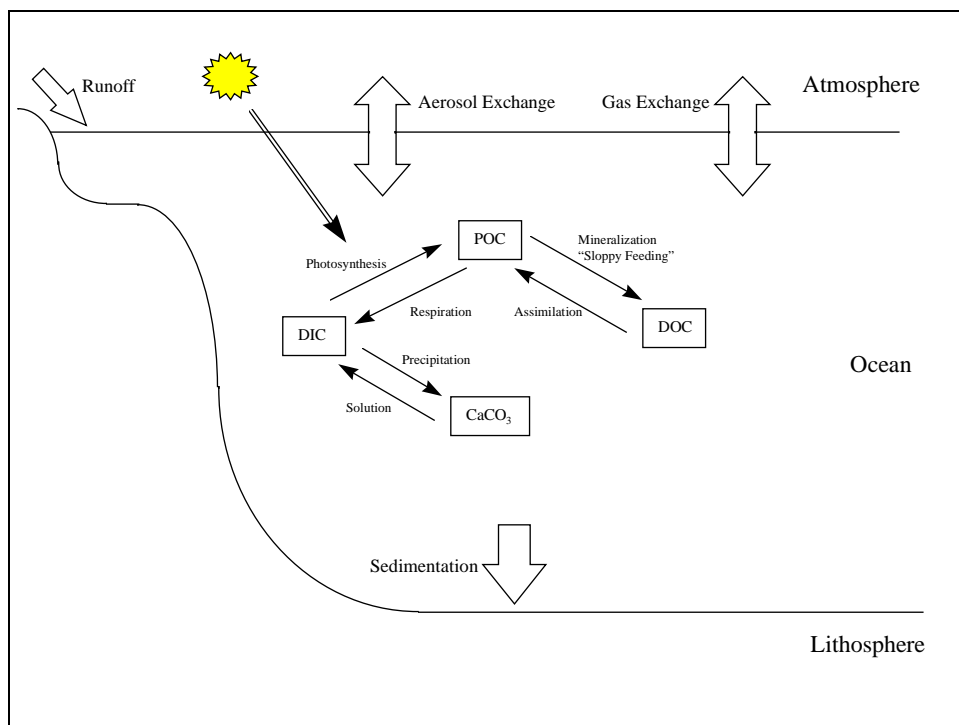 Runoff
Aerosol Exchange
Gas Exchange
Atmosphere
POC
Mineralization
“Sloppy Feeding”
Photosynthesis
Respiration
Assimilation
DIC
DOC
Precipitation
Ocean
Solution
CaCO₃
Sedimentation
Lithosphere